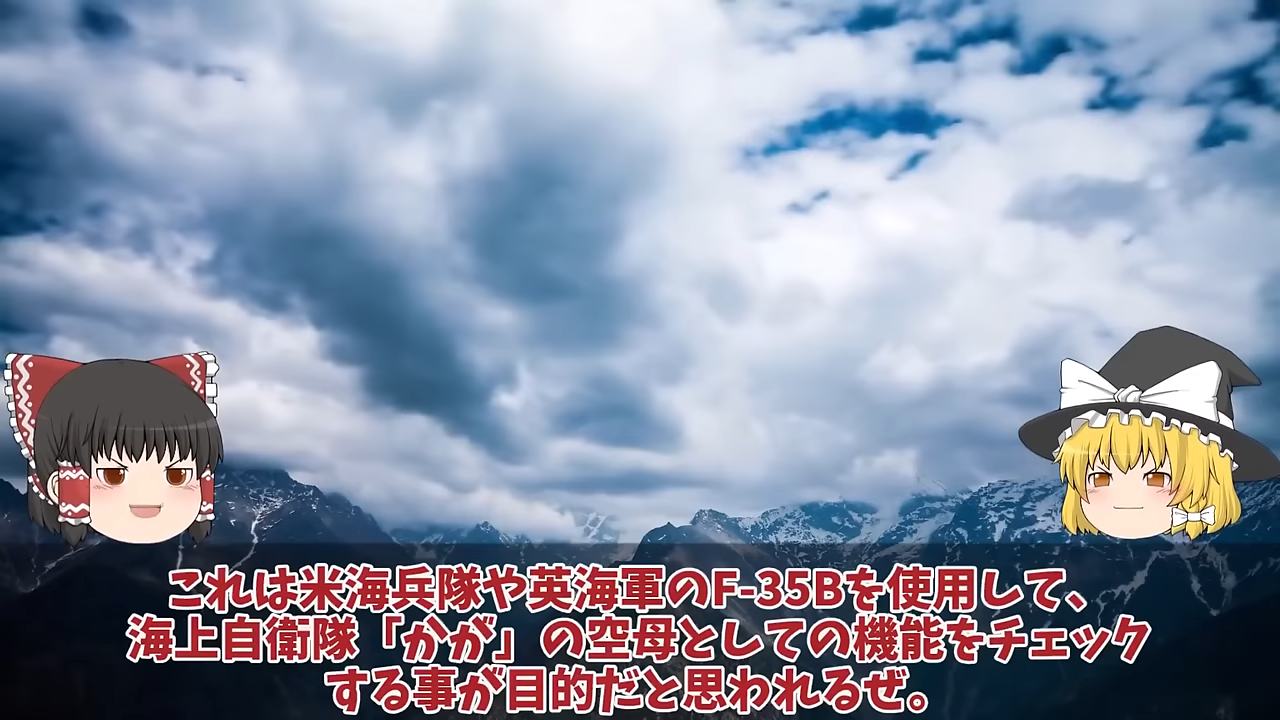 これは米海兵隊や英海軍のF-35Bを使用して、
海上自衛隊「かが」の空母としての機能をチェック
する事が目的だと思われるぜ。